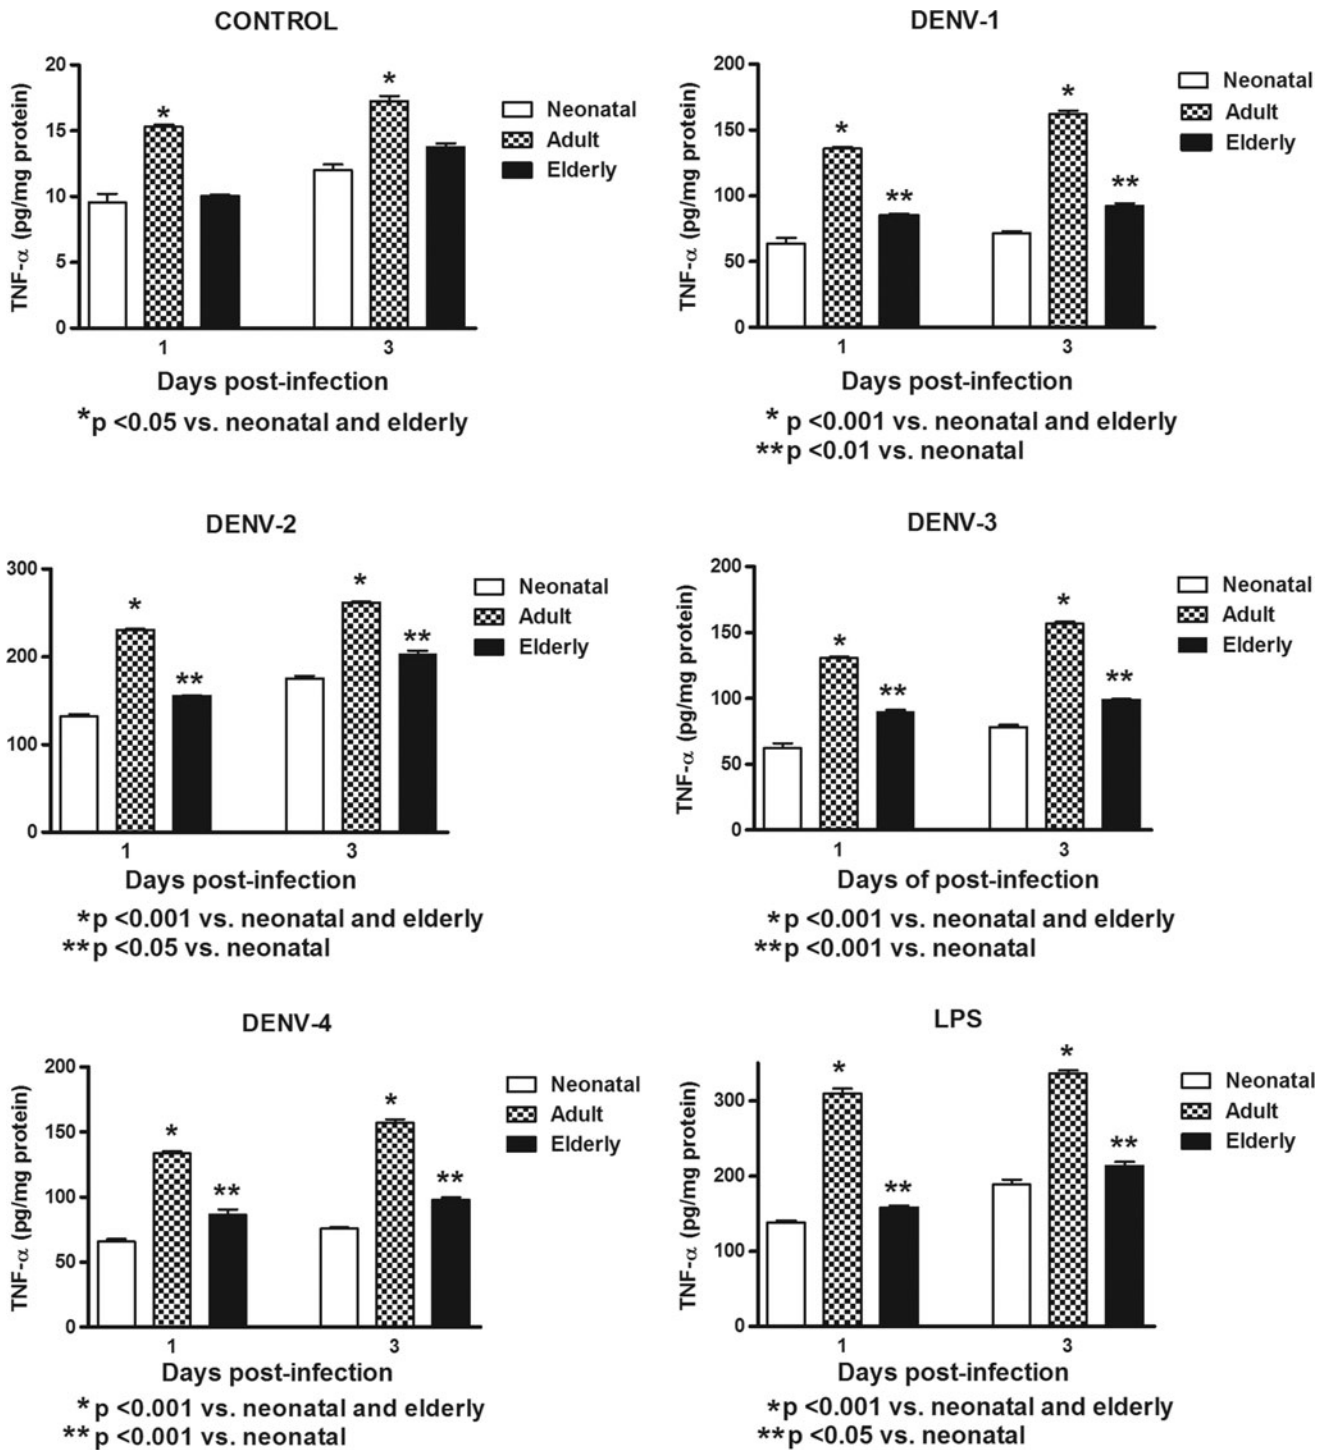 CONTROL
TNF-α (pg/mg protein)
20
15
10
5
0
*
*
1
3
Days post-infection
*p <0.05 vs. neonatal and elderly
Neonatal
Adult
Elderly
DENV-1
TNF-α (pg/mg protein)
200
150
100
50
0
*
**
*
**
1
3
Days post-infection
* p <0.001 vs. neonatal and elderly
**p <0.01 vs. neonatal
Neonatal
Adult
Elderly
DENV-2
300
200
100
0
*
**
*
**
1
3
Days post-infection
*p <0.001 vs. neonatal and elderly
**p <0.05 vs. neonatal
Neonatal
Adult
Elderly
DENV-3
TNF-α (pg/mg protein)
200
150
100
50
0
*
**
*
**
1
3
Days of post-infection
*p <0.001 vs. neonatal and elderly
**p <0.001 vs. neonatal
Neonatal
Adult
Elderly
DENV-4
TNF-α (pg/mg protein)
200
150
100
50
0
*
**
*
**
1
3
Days post-infection
*p <0.001 vs. neonatal and elderly
** p <0.001 vs. neonatal
Neonatal
Adult
Elderly
LPS
TNF-α (pg/mg protein)
300
200
100
0
*
**
*
**
1
3
Days post-infection
*p <0.001 vs. neonatal and elderly
**p <0.05 vs. neonatal
Neonatal
Adult
Elderly